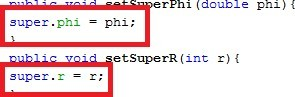 public void setSuperPhi(double phi){
super.phi = phi;
}
public void setSuperR(int r){
super.r = r;